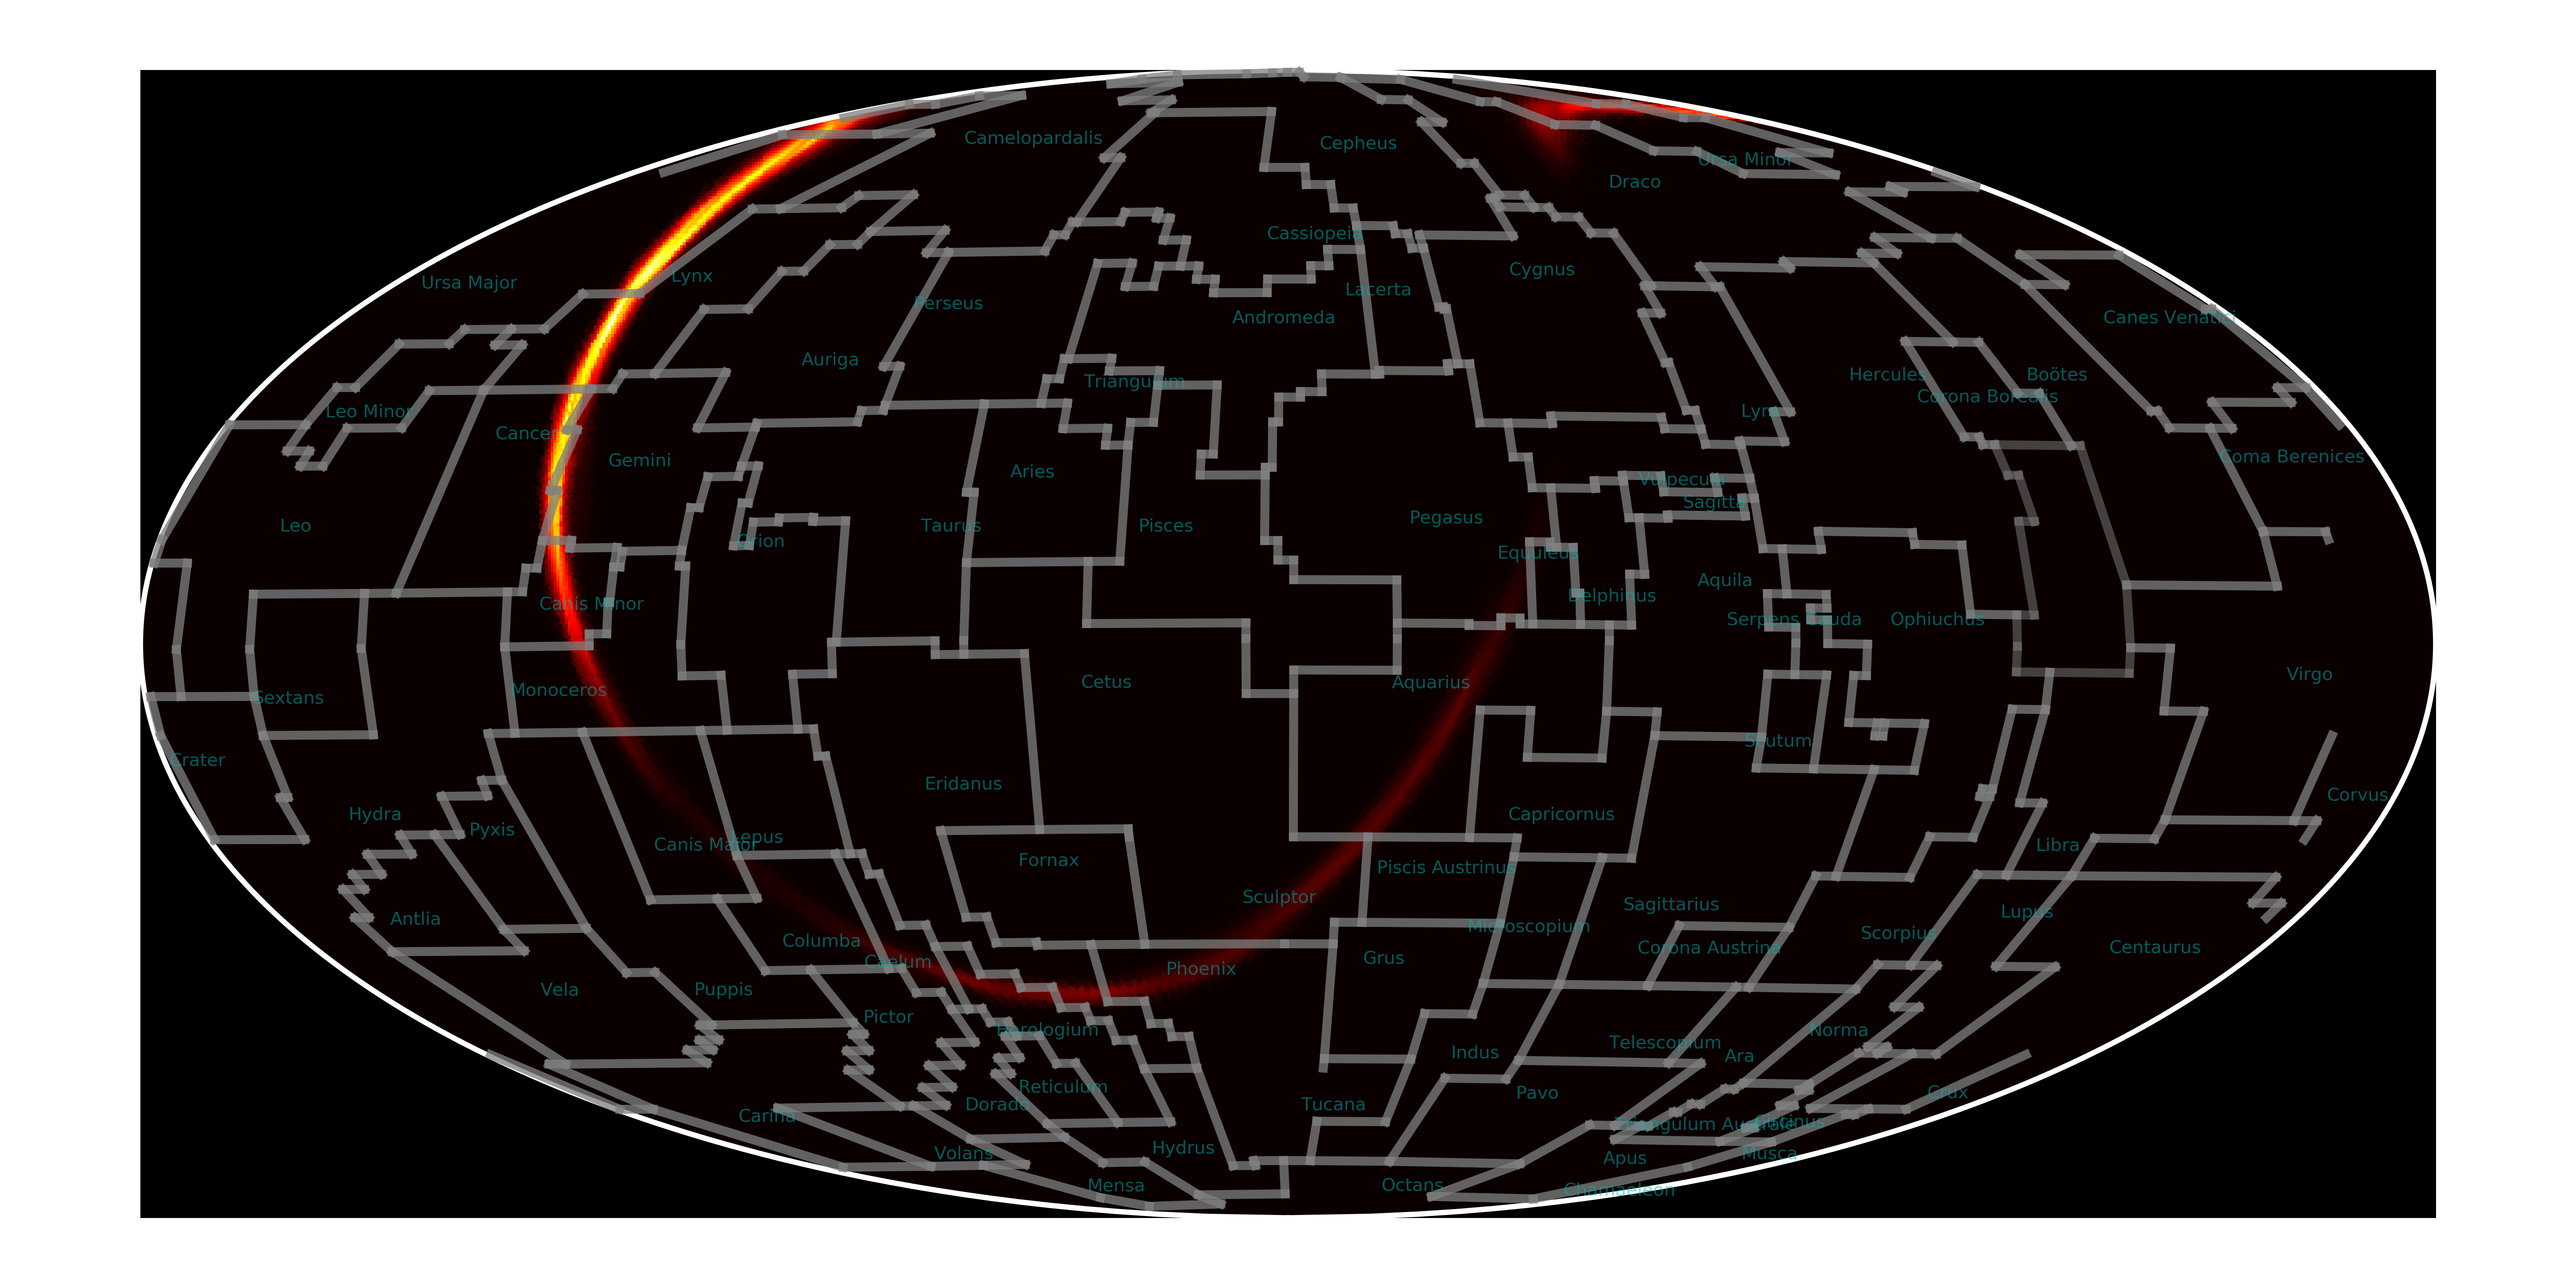 Camelopardalis
Cepheus
Ursa Minor
Draco
Cassiopeia
Cygnus
Lynx
Ursa Major
Lacerta
Perseus
Andromeda
Canes Venatici
Auriga
Hercules
Boötes
Triangulum
Corona Borealis
Leo Minor
Lyra
Cancer
Coma Berenices
Gemini
Aries
Vulpecula
Sagitta
Pegasus
Leo
Taurus
Pisces
Orion
Equuleus
Aquila
Delphinus
Canis Minor
Serpens Cauda
Ophiuchus
Virgo
Cetus
Aquarius
Monoceros
Sextans
Scutum
Crater
Eridanus
Corvus
Hydra
Capricornus
Pyxis
Lepus
Canis Major
Libra
Fornax
Piscis Austrinus
Sculptor
Sagittarius
Lupus
Antlia
Microscopium
Scorpius
Columba
Corona Austrina
Centaurus
Grus
Caelum
Phoenix
Vela
Puppis
Pictor
Horologium
Norma
Telescopium
Indus
Ara
Reticulum
Pavo
Crux
Dorado
Tucana
Carina
Triangulum Australe
Circinus
Hydrus
Volans
Musca
Apus
Mensa
Octans
Chamaeleon